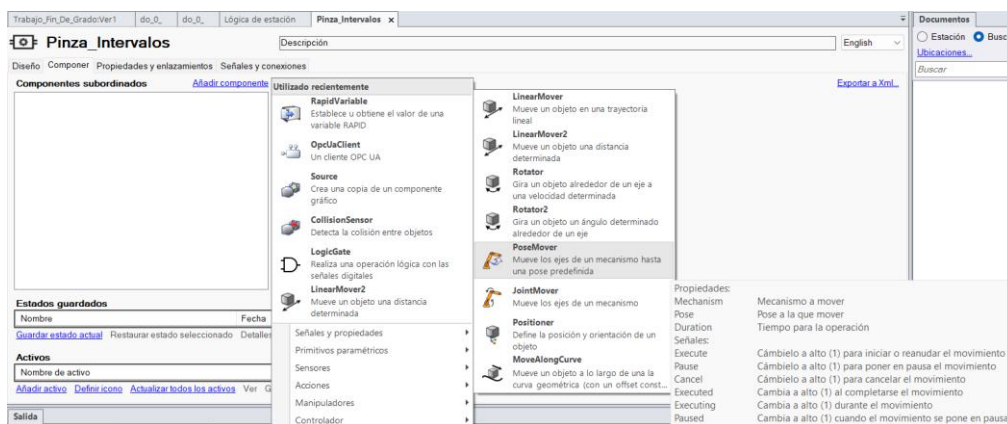 Trabajo_Fin_De_Grado:Ver1 do_0_ do_0_ Lógica de estación Pinza_Intervalos x
Documentos
Pinza_Intervalos Descripción English
Estación Busc
Ubicaciones...
Diseño Componer Propiedades y enlazamientos Señales y conexiones
Buscar
Componentes subordinados Añadir componente
Exportar a Xml...
Utilizado recientemente
RapidVariable
Establece u obtiene el valor de una
variable RAPID
OpcUaClient
Un cliente OPC UA
Source
Crea una copia de un componente
gráfico
CollisionSensor
Detecta la colisión entre objetos
LogicGate
Realiza una operación lógica con las
señales digitales
LinearMover2
Mueve un objeto una distancia
determinada
Señales y propiedades
Primitivos paramétricos
Sensores
Acciones
Manipuladores
Controlador
LinearMover
Mueve un objeto en una trayectoria
lineal
LinearMover2
Mueve un objeto una distancia
determinada
Rotator
Gira un objeto alrededor de un eje a
una velocidad determinada
Rotator2
Gira un objeto un ángulo determinado
alrededor de un eje
PoseMover
Mueve los ejes de un mecanismo hasta
una pose predefinida
JointMover
Mueve los ejes de un mecanismo
Positioner
Define la posición y orientación de un
objeto
MoveAlongCurve
Mueve un objeto a lo largo de una la
curva geométrica (con un offset const...
Propiedades:
Mechanism Mecanismo a mover
Pose Pose a la que mover
Duration Tiempo para la operación
Señales:
Execute Cámbielo a alto (1) para iniciar o reanudar el movimiento
Pause Cámbielo a alto (1) para poner en pausa el movimiento
Cancel Cámbielo a alto (1) para cancelar el movimiento
Executed Cambia a alto (1) al completarse el movimiento
Executing Cambia a alto (1) durante el movimiento
Paused Cambia a alto (1) cuando el movimiento se pone en pausa
Estados guardados
Nombre Fecha
Guardar estado actual Restaurar estado seleccionado Detalles
Activos
Nombre de activo
Añadir activo Definir icono Actualizar todos los activos Ver G
Salida